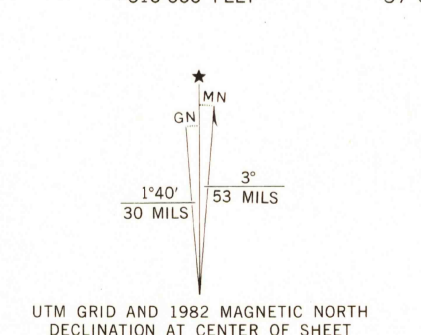 MN
GN
1°40' 3°
30 MILS 53 MILS
UTM GRID AND 1982 MAGNETIC NORTH
DECLINATION AT CENTER OF SHEET